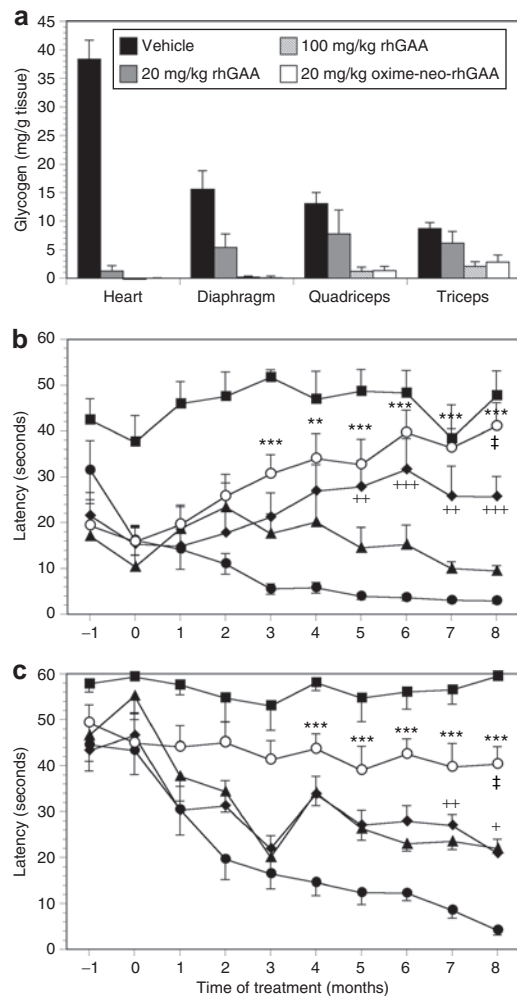 a
45
40
35
30
25
20
15
10
5
0
Glycogen (mg/g tissue)
Vehicle
100 mg/kg rhGAA
20 mg/kg rhGAA
20 mg/kg oxime-neo-rhGAA
Heart Diaphragm Quadriceps Triceps
b
60
50
40
30
20
10
0
Latency (seconds)
*** ** *** *** *** ***
‡
++ +++ ++ +++
–1 0 1 2 3 4 5 6 7 8
c
60
50
40
30
20
10
0
Latency (seconds)
*** *** *** *** ***
‡
++ +
–1 0 1 2 3 4 5 6 7 8
Time of treatment (months)